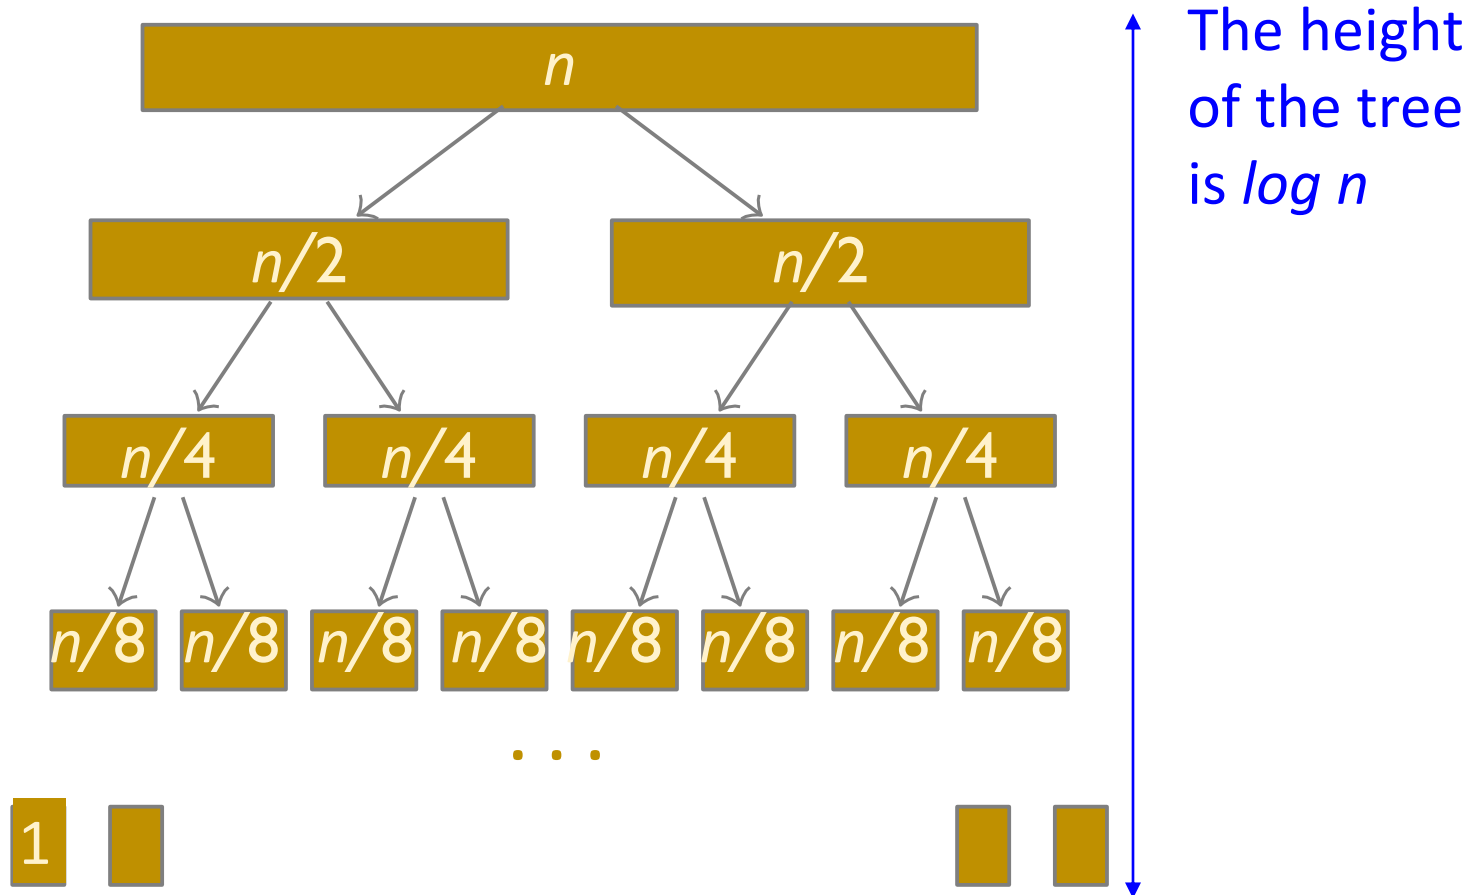 n
The height
of the tree
is log n
n/2 n/2
n/4 n/4 n/4 n/4
n/8 n/8 n/8 n/8 n/8 n/8 n/8 n/8
. . .
1